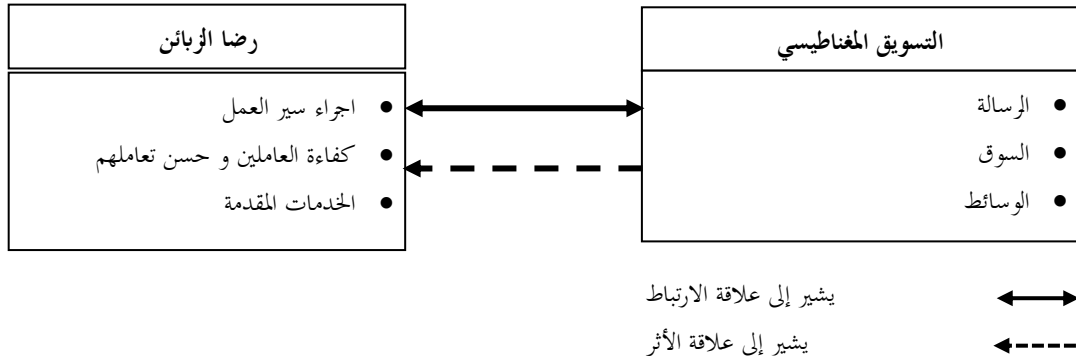 التسويق المغناطيسي
الرسالة
السوق
الوسائط
رضا الزبائن
اجراء سير العمل
كفاءة العاملين و حسن تعاملهم
الخدمات المقدمة
يشير إلى علاقة الارتباط
يشير إلى علاقة الأثر